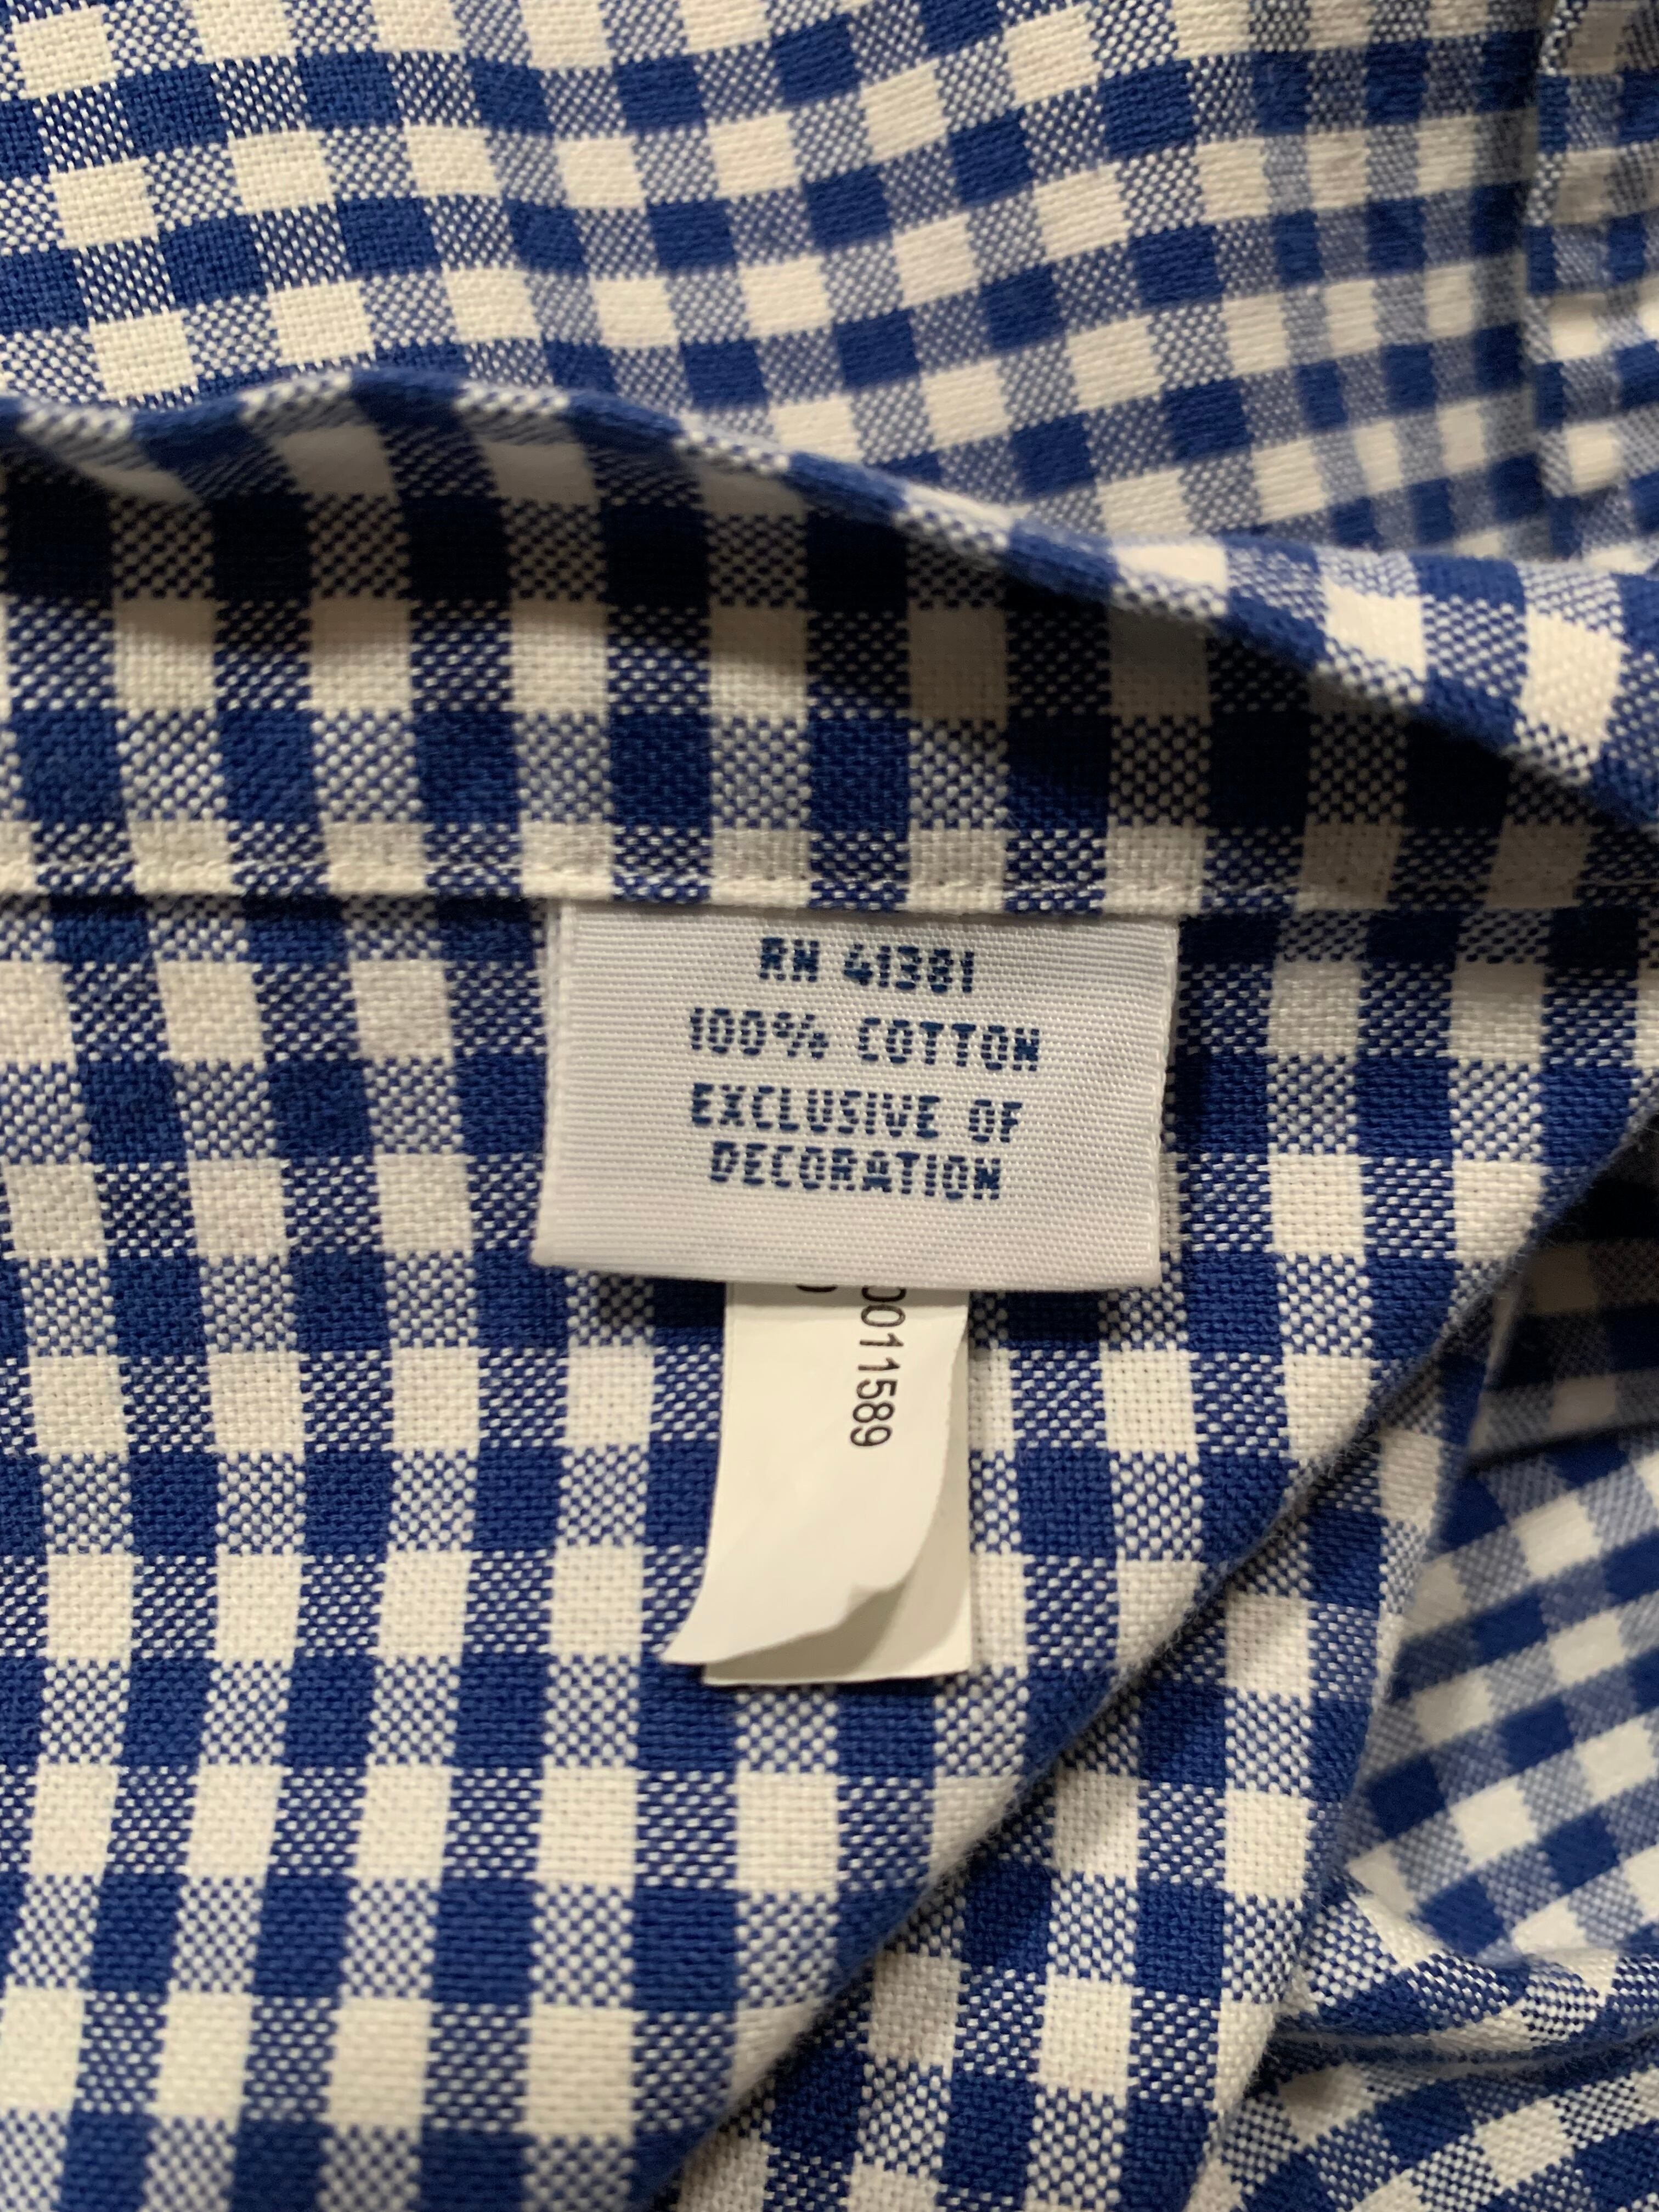 RN 41381
100% COTTON
EXCLUSIVE OF
DECORATION
0011589